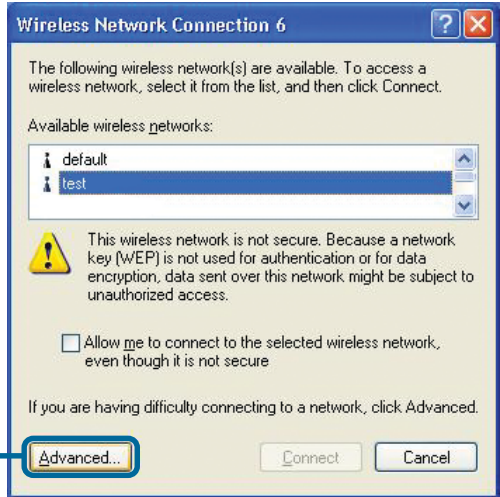 Wireless Network Connection 6
The following wireless network(s) are available. To access a
wireless network, select it from the list, and then click Connect.
Available wireless networks:
default
test
This wireless network is not secure. Because a network
key (WEP) is not used for authentication or for data
encryption, data sent over this network might be subject to
unauthorized access.
Allow me to connect to the selected wireless network,
even though it is not secure
If you are having difficulty connecting to a network, click Advanced.
Advanced... Connect Cancel